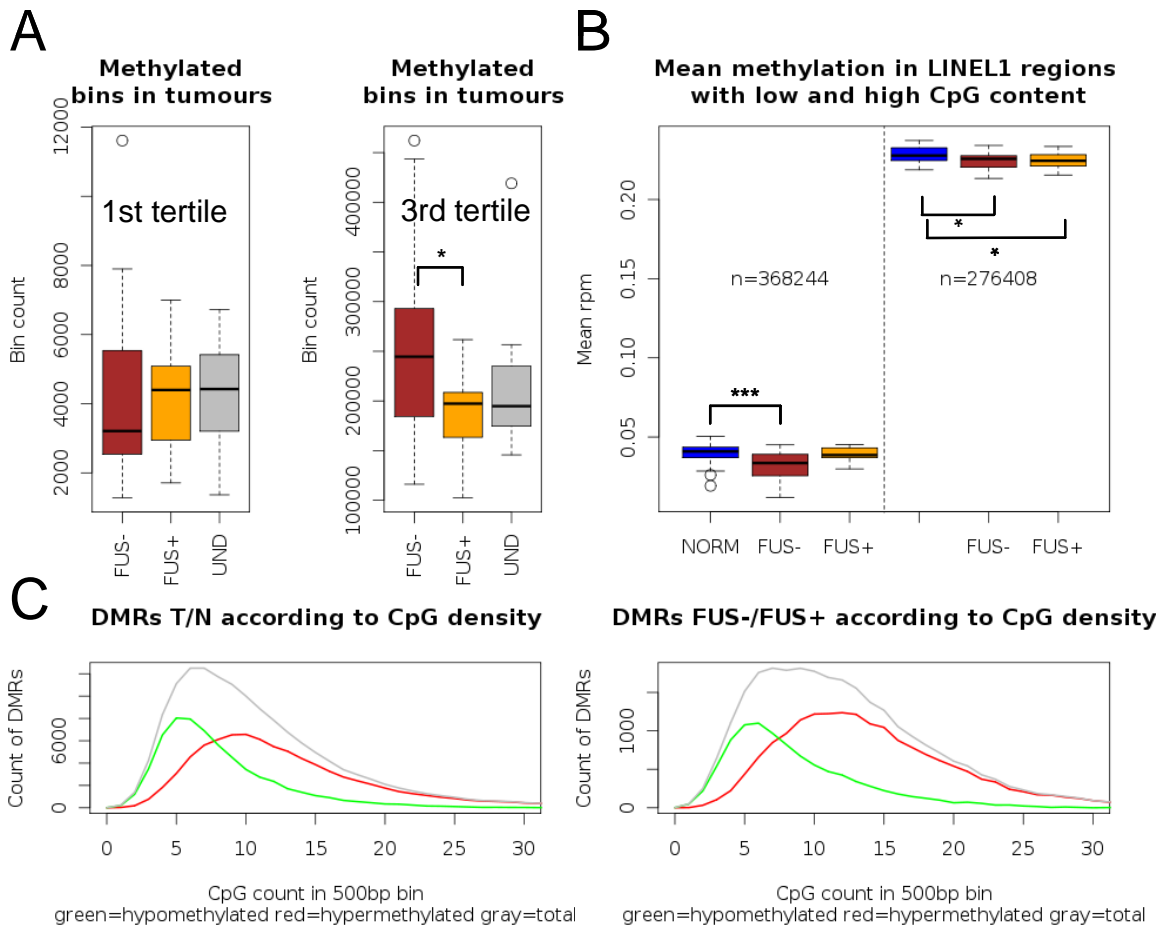 A
Methylated
bins in tumours
Bin count
2000
4000
6000
8000
12000
1st tertile
FUS-
FUS+
UND
Methylated
bins in tumours
Bin count
100000
200000
300000
400000
3rd tertile
*
FUS-
FUS+
UND
B
Mean methylation in LINEL1 regions
with low and high CpG content
Mean rpm
0.05
0.10
0.15
0.20
n=368244
n=276408
***
*
*
NORM
FUS-
FUS+
FUS-
FUS+
C
DMRs T/N according to CpG density
Count of DMRs
0
6000
0
5
10
15
20
25
30
CpG count in 500bp bin
green=hypomethylated red=hypermethylated gray=total
DMRs FUS-/FUS+ according to CpG density
Count of DMRs
0
1000
0
5
10
15
20
25
30
CpG count in 500bp bin
green=hypomethylated red=hypermethylated gray=total